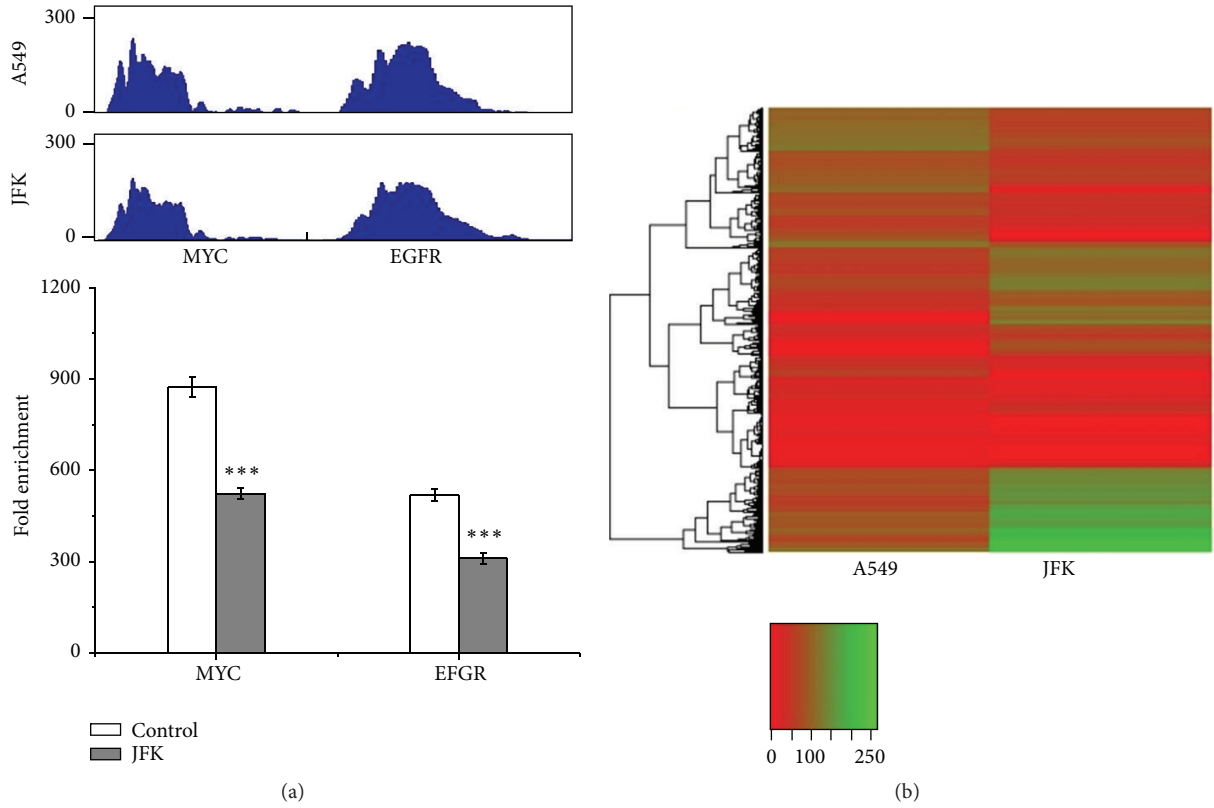 300
A549
0
300
JFK
0
MYC EGFR
1200
900
Fold enrichment
600
300
0
***
***
MYC EFGR
Control
JFK
(a)
A549 JFK
0 100 250
(b)